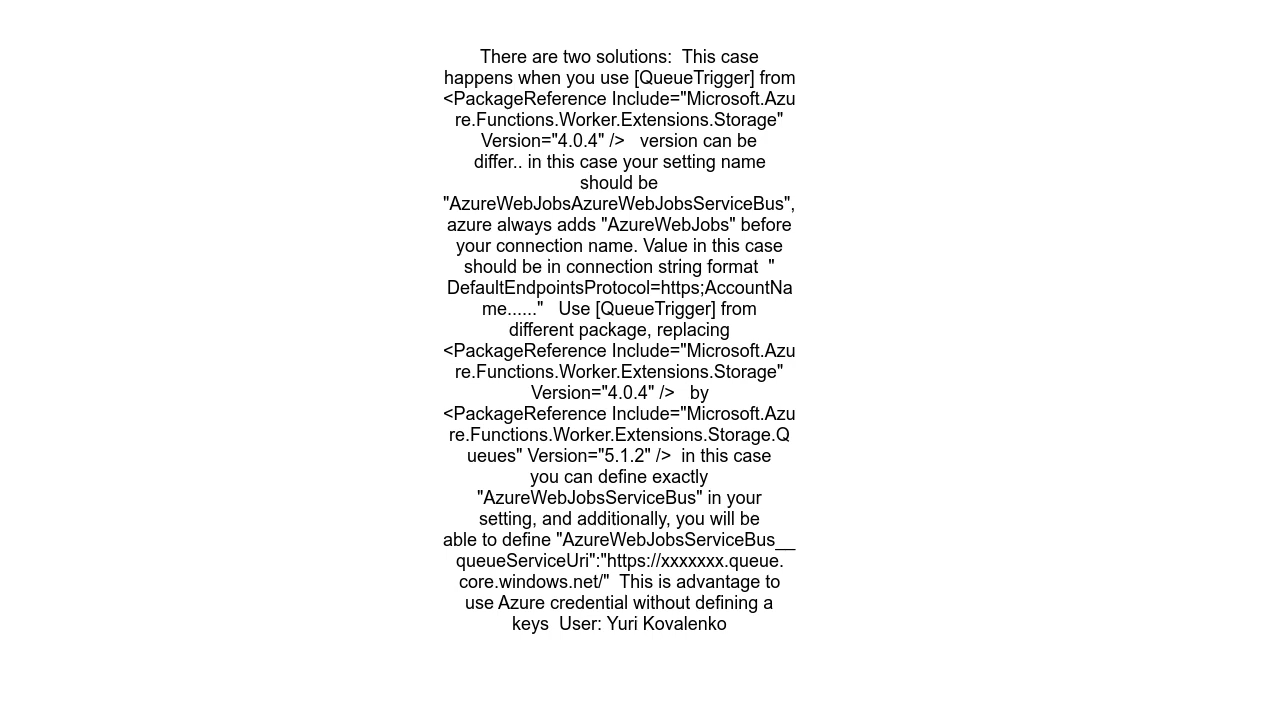 There are two solutions:  This case
happens when you use [QueueTrigger] from
<PackageReference Include="Microsoft.Azu
re.Functions.Worker.Extensions.Storage"
Version="4.0.4" />   version can be
differ.. in this case your setting name
should be
"AzureWebJobsAzureWebJobsServiceBus",
azure always adds "AzureWebJobs" before
your connection name. Value in this case
should be in connection string format  "
DefaultEndpointsProtocol=https;AccountNa
me......"   Use [QueueTrigger] from
different package, replacing
<PackageReference Include="Microsoft.Azu
re.Functions.Worker.Extensions.Storage"
Version="4.0.4" />   by
<PackageReference Include="Microsoft.Azu
re.Functions.Worker.Extensions.Storage.Q
ueues" Version="5.1.2" />  in this case
you can define exactly
"AzureWebJobsServiceBus" in your
setting, and additionally, you will be
able to define "AzureWebJobsServiceBus__
queueServiceUri":"https://xxxxxxx.queue.
core.windows.net/"  This is advantage to
use Azure credential without defining a
keys  User: Yuri Kovalenko